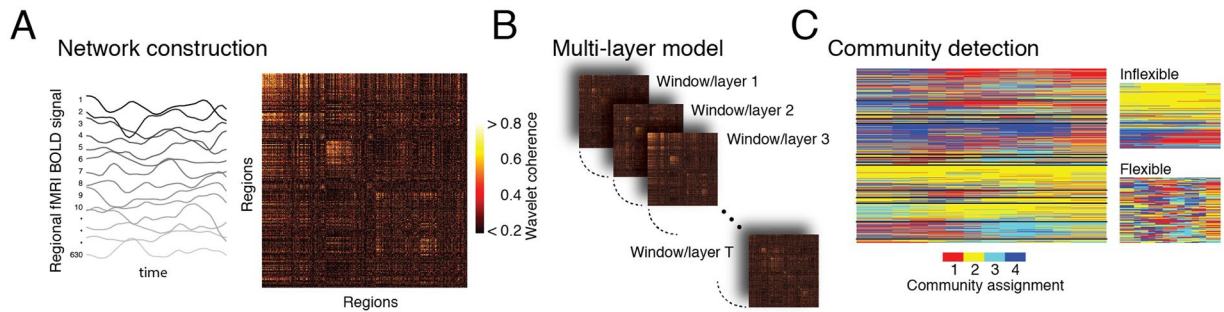 A
Network construction
Regional fMRI BOLD signal
1
2
3
4
5
6
7
8
9
10
630
time
Regions
Regions
> 0.8
0.6
0.4
< 0.2
Wavelet coherence
B
Multi-layer model
Window/layer 1
Window/layer 2
Window/layer 3
Window/layer T
C
Community detection
Inflexible
Flexible
1 2 3 4
Community assignment